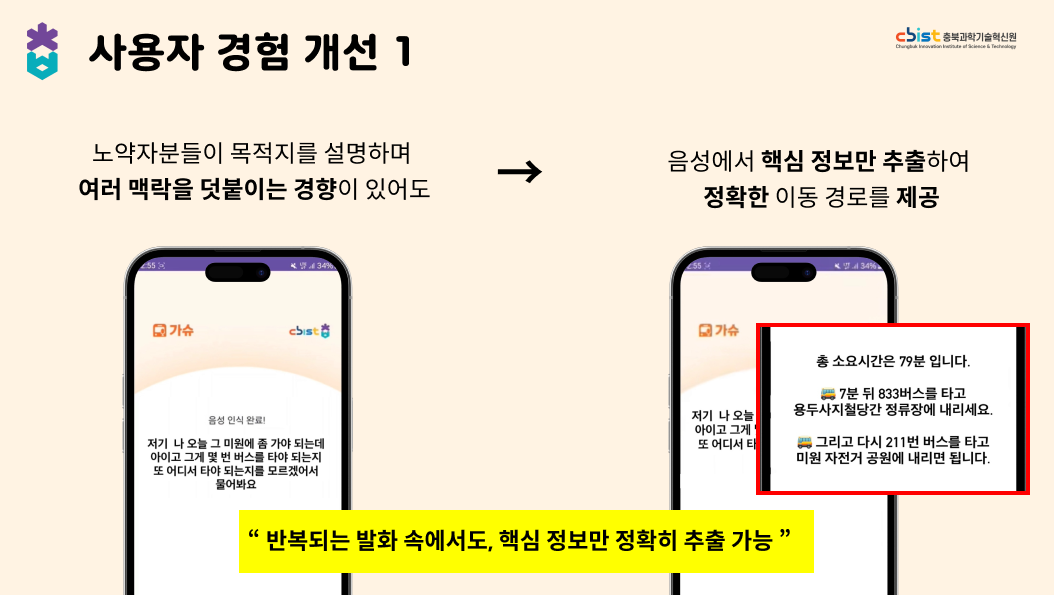 사용자 경험 개선 1
cbist 충북과학기술혁신원
Chungbuk Innovation Institute of Science & Technology
노약자분들이 목적지를 설명하며
여러 맥락을 덧붙이는 경향이 있어도
→
음성에서 핵심 정보만 추출하여
정확한 이동 경로를 제공
:55 34%
가슈 cbist
음성 인식 완료!
저기 나 오늘 그 미원에 좀 가야 되는데
아이고 그게 몇 번 버스를 타야 되는지
또 어디서 타야 되는지를 모르겠어서
물어봐요
:55 34%
가슈
저기 나 오늘
아이고 그게
또 어디서 타
총 소요시간은 79분 입니다.
🚌 7분 뒤 833버스를 타고
용두사지철당간 정류장에 내리세요.
🚌 그리고 다시 211번 버스를 타고
미원 자전거 공원에 내리면 됩니다.
“ 반복되는 발화 속에서도, 핵심 정보만 정확히 추출 가능 ”